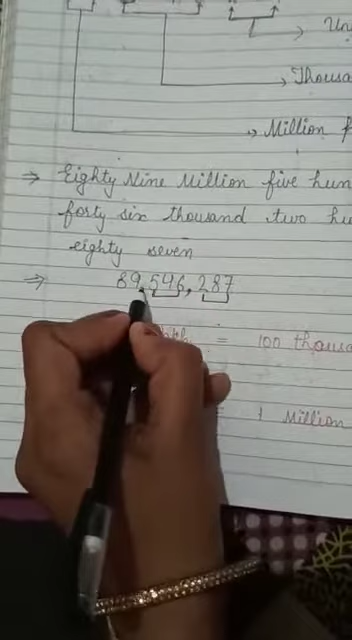 Thousa
Million f
⇒ Eighty Nine Million five hun
forty six thousand two hu
eighty seven
⇒ 89,546,287
= 100 thousa
1 Million